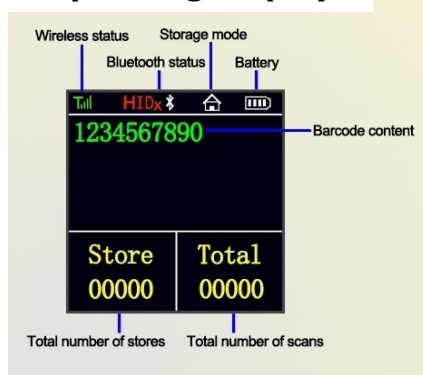 Wireless status
Storage mode
Bluetooth status
Battery
HIDx
1234567890
Barcode content
Store
Total
00000
00000
Total number of stores
Total number of scans